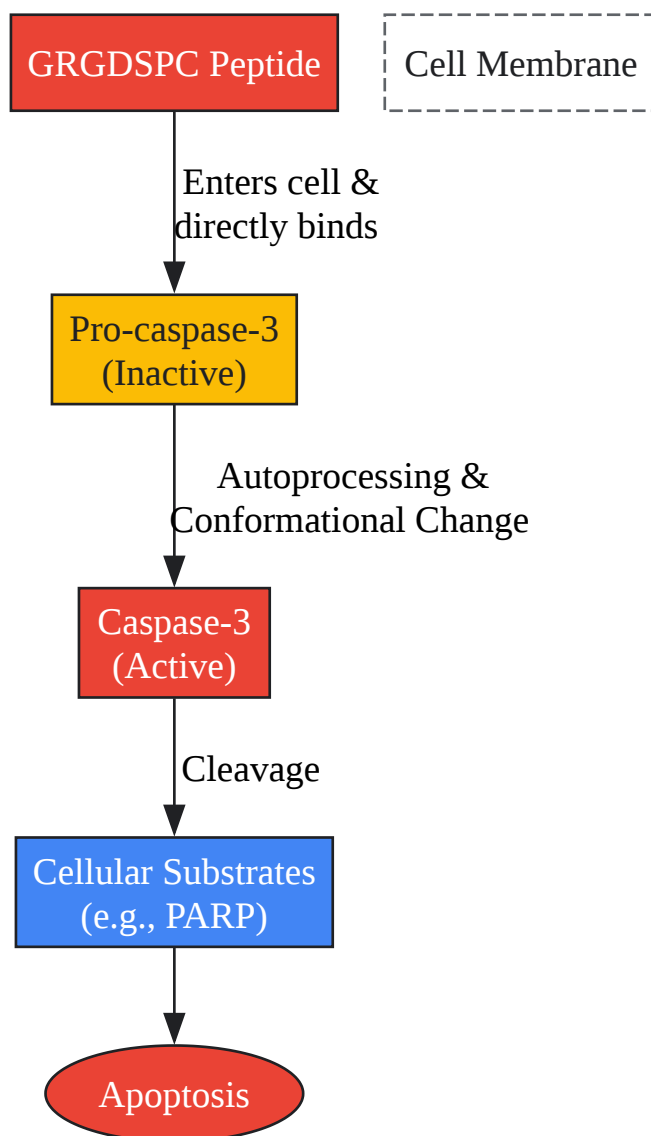 GRGDSPC Peptide
Cell Membrane
Enters cell &
directly binds
Pro-caspase-3
(Inactive)
Autoprocessing &
Conformational Change
Caspase-3
(Active)
Cleavage
Cellular Substrates
(e.g., PARP)
Apoptosis